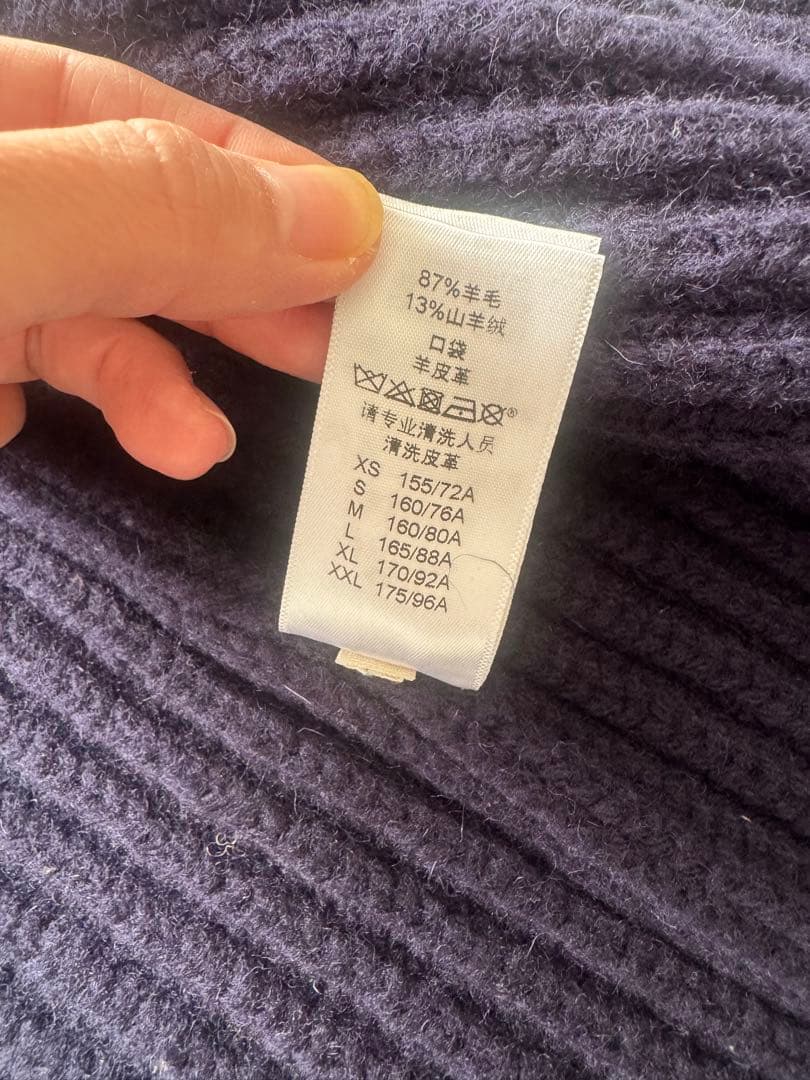 87%羊毛
13%山羊绒
口袋
羊皮革
请专业清洗人员
清洗皮革
XS 155/72A
S 160/76A
M 160/80A
L 165/88A
XL 170/92A
XXL 175/96A